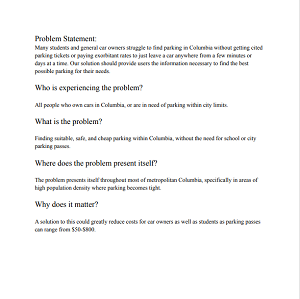 Problem Statement:
Many students and general car owners struggle to find parking in Columbia without getting cited
parking tickets or paying exorbitant rates to just leave a car anywhere from a few minutes or
days at a time. Our solution should provide users the information necessary to find the best
possible parking for their needs.
Who is experiencing the problem?
All people who own cars in Columbia, or are in need of parking within city limits.
What is the problem?
Finding suitable, safe, and cheap parking within Columbia, without the need for school or city
parking passes.
Where does the problem present itself?
The problem presents itself throughout most of metropolitan Columbia, specifically in areas of
high population density where parking becomes tight.
Why does it matter?
A solution to this could greatly reduce costs for car owners as well as students as parking passes
can range from $50-$800.